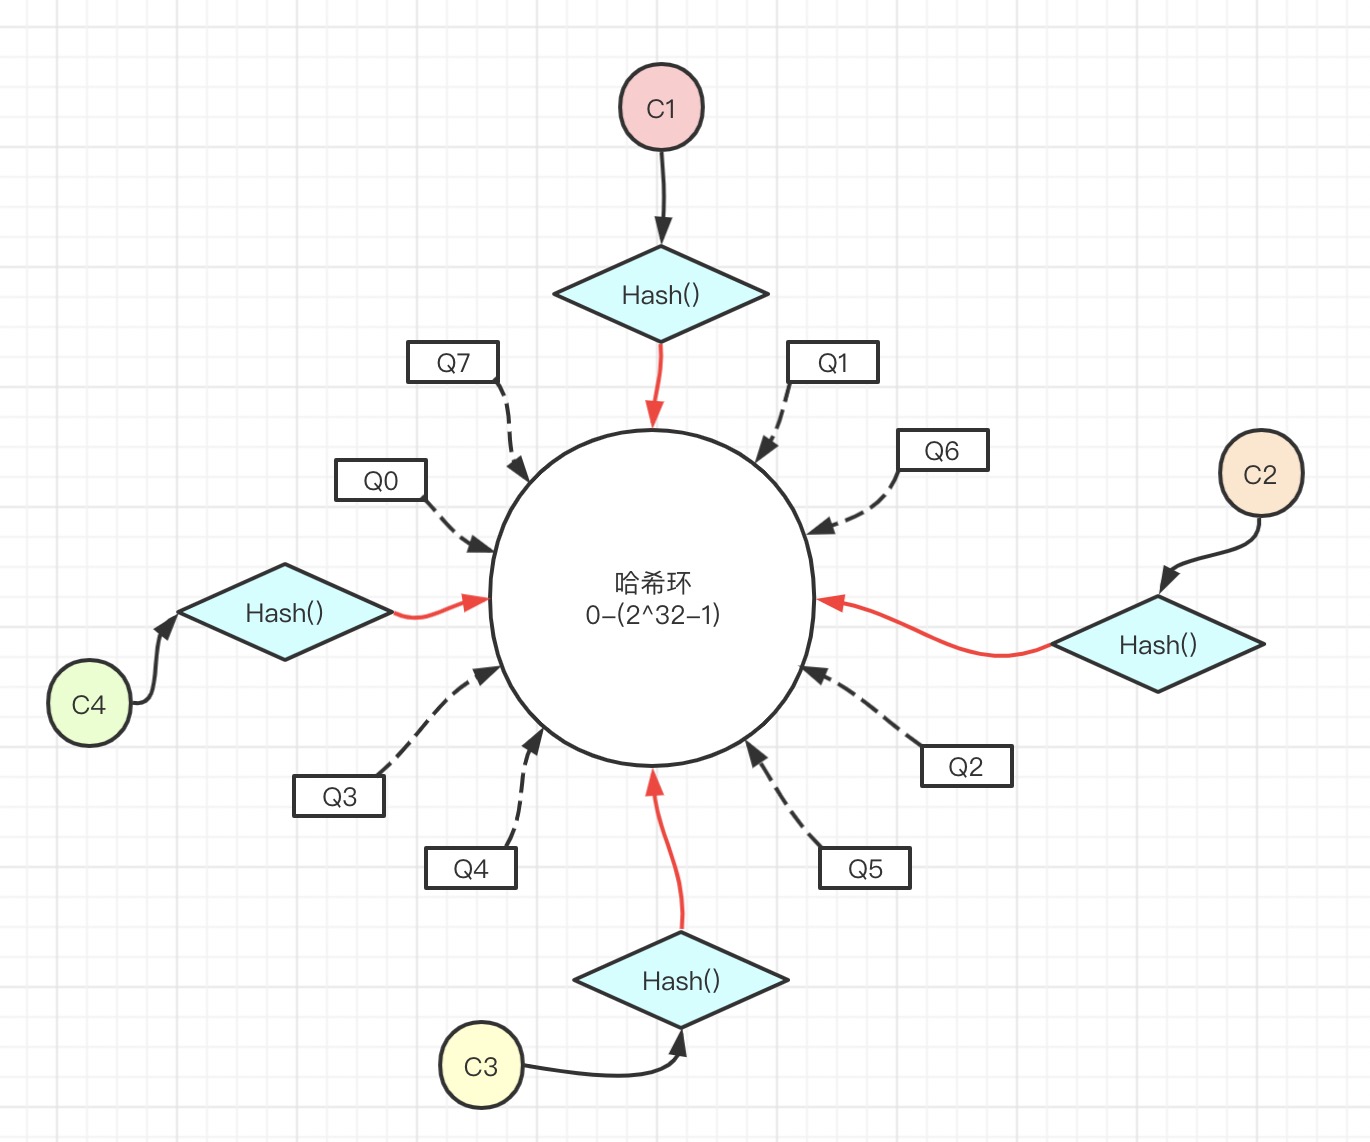 C1
Hash()
Q7
Q1
Q6
Q0
C2
哈希环
0-(2^32-1)
Hash()
Hash()
C4
Q2
Q3
Q4
Q5
Hash()
C3